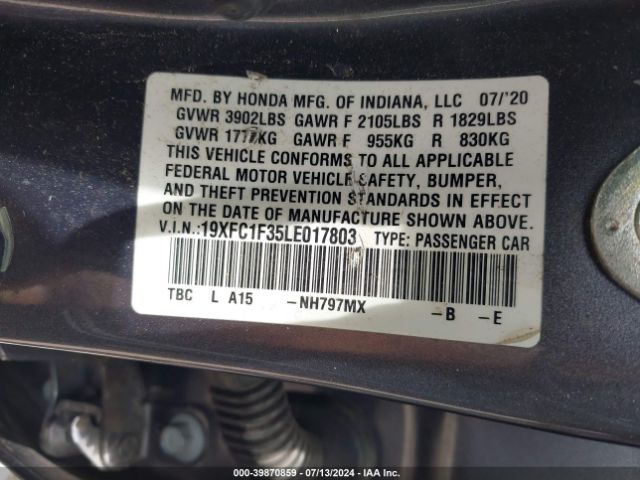 MFD. BY HONDA MFG. OF INDIANA, LLC 07/'20
GVWR 3902LBS GAWR F 2105LBS R 1829LBS
GVWR 1777KG GAWR F 955KG R 830KG
THIS VEHICLE CONFORMS TO ALL APPLICABLE
FEDERAL MOTOR VEHICLE SAFETY, BUMPER,
AND THEFT PREVENTION STANDARDS IN EFFECT
ON THE DATE OF MANUFACTURE SHOWN ABOVE.
V.I.N.:19XFC1F35LE017803 TYPE: PASSENGER CAR
TBC L A15 -NH797MX -B -E
000-39870859 - 07/13/2024 - IAA Inc.